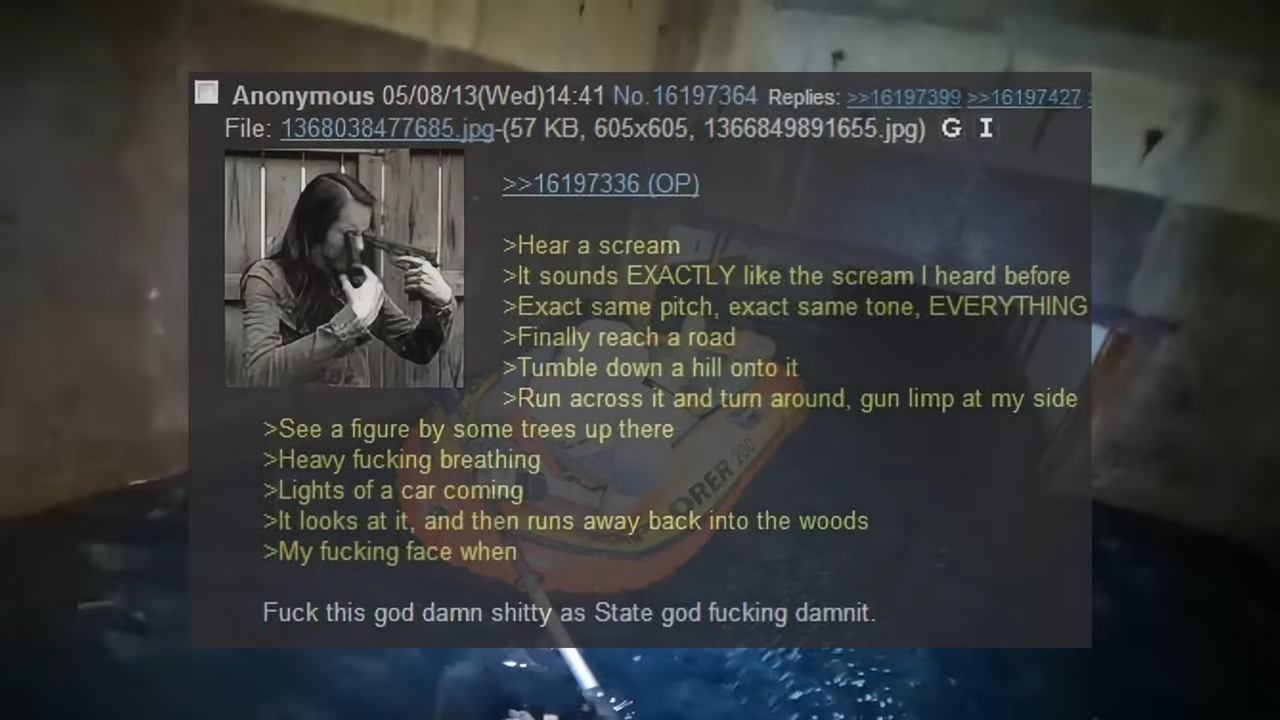 Anonymous 05/08/13(Wed)14:41 No.16197364 Replies: >>16197399 >>16197427
File: 1368038477685.jpg-(57 KB, 605x605, 1366849891655.jpg) G I
>>16197336 (OP)
>Hear a scream
>It sounds EXACTLY like the scream I heard before
>Exact same pitch, exact same tone, EVERYTHING
>Finally reach a road
>Tumble down a hill onto it
>Run across it and turn around, gun limp at my side
>See a figure by some trees up there
>Heavy fucking breathing
>Lights of a car coming
>It looks at it, and then runs away back into the woods
>My fucking face when
Fuck this god damn shitty as State god fucking damnit.
ORER 200